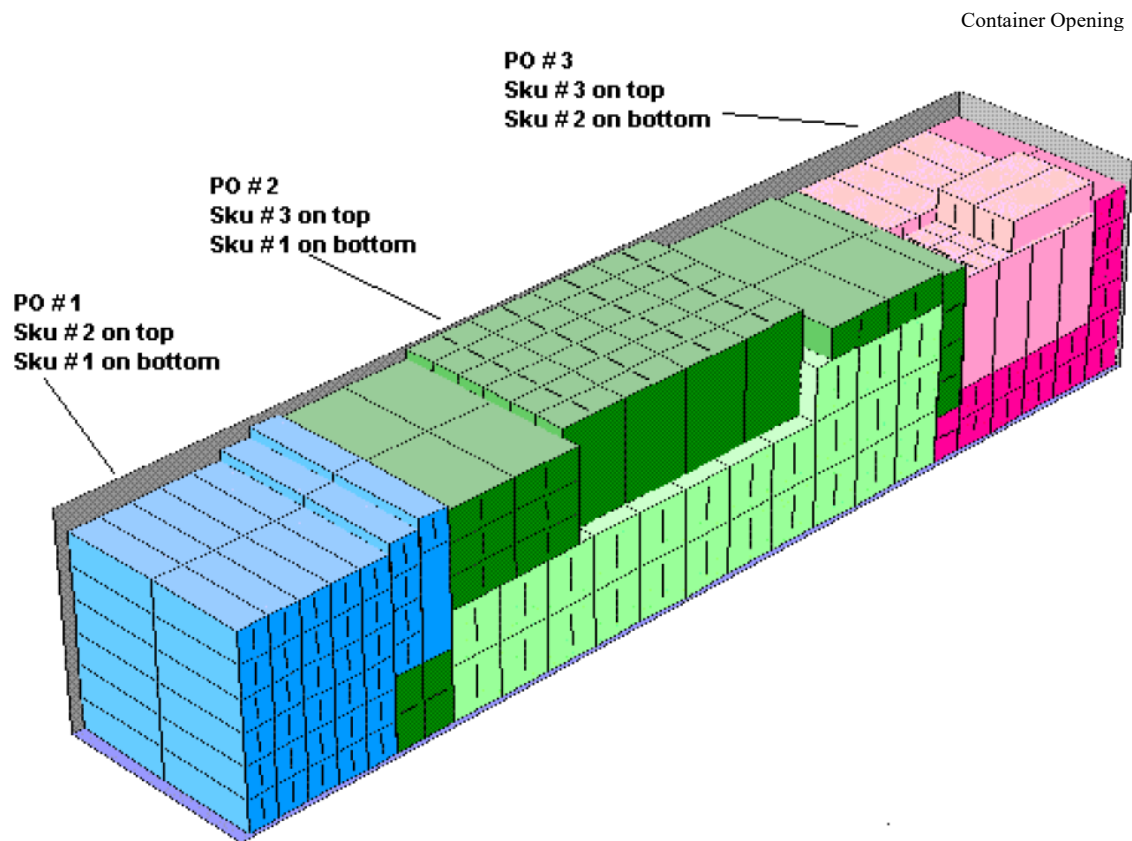 Container Opening
PO # 3
Sku # 3 on top
Sku # 2 on bottom
PO # 2
Sku # 3 on top
Sku # 1 on bottom
PO # 1
Sku # 2 on top
Sku # 1 on bottom